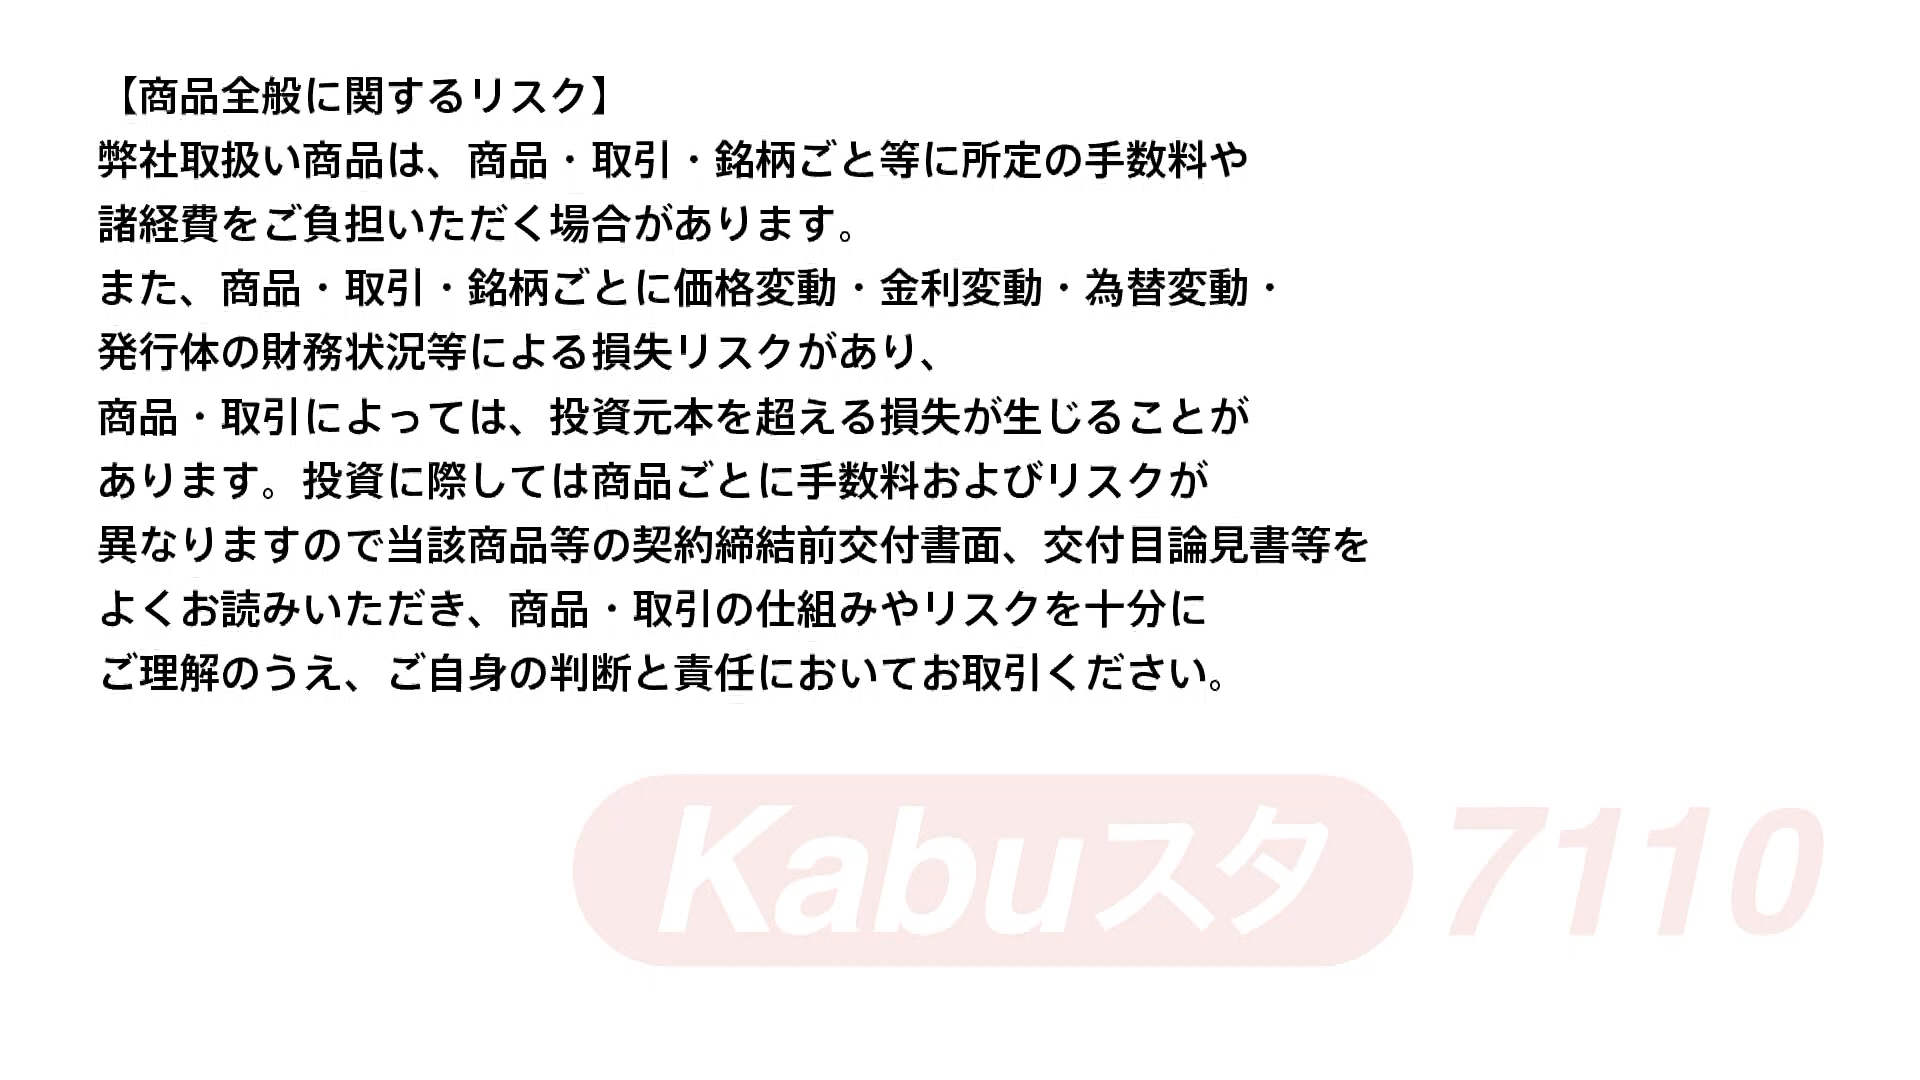 【商品全般に関するリスク】
弊社取扱い商品は、商品・取引・銘柄ごと等に所定の手数料や
諸経費をご負担いただく場合があります。
また、商品・取引・銘柄ごとに価格変動・金利変動・為替変動・
発行体の財務状況等による損失リスクがあり、
商品・取引によっては、投資元本を超える損失が生じることが
あります。投資に際しては商品ごとに手数料およびリスクが
異なりますので当該商品等の契約締結前交付書面、交付目論見書等を
よくお読みいただき、商品・取引の仕組みやリスクを十分に
ご理解のうえ、ご自身の判断と責任においてお取引ください。
Kabuスタ 7110